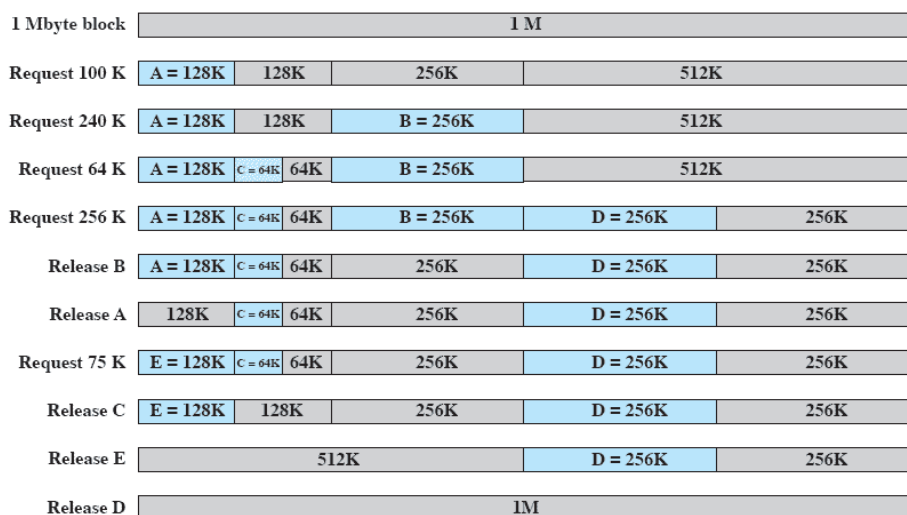 1 Mbyte block 1 M
Request 100 K A = 128K 128K 256K 512K
Request 240 K A = 128K 128K B = 256K 512K
Request 64 K A = 128K C = 64K 64K B = 256K 512K
Request 256 K A = 128K C = 64K 64K B = 256K D = 256K 256K
Release B A = 128K C = 64K 64K 256K D = 256K 256K
Release A 128K C = 64K 64K 256K D = 256K 256K
Request 75 K E = 128K C = 64K 64K 256K D = 256K 256K
Release C E = 128K 128K 256K D = 256K 256K
Release E 512K D = 256K 256K
Release D 1M